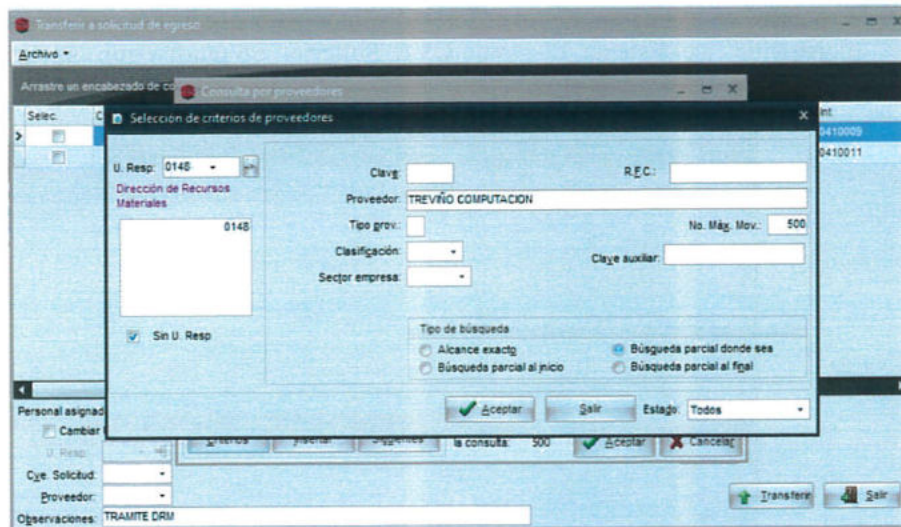 Transferir a solicitud de egreso
Archivo
Arrastre un encabezado de co
Consulta por proveedores
Selec.
C
Int
Selección de criterios de proveedores
0410009
0410011
U. Resp: 0148
Dirección de Recursos
Materiales
0148
Sin U. Resp
Clave:
R.F.C.:
Proveedor: TREVIÑO COMPUTACION
Tipo prov.:
No. Máx. Mov.: 500
Clasificación:
Clave auxiliar:
Sector empresa:
Tipo de búsqueda
Alcance exacto
Búsqueda parcial donde sea
Búsqueda parcial al inicio
Búsqueda parcial al final
Aceptar
Salir
Estado: Todos
Personal asignad
Cambiar
U. Resp:
Criterios
Insertar
Siguientes
la consulta: 500
Aceptar
Cancelar
Cve. Solicitud:
Proveedor:
Observaciones: TRAMITE DRM
Transferir
Salir